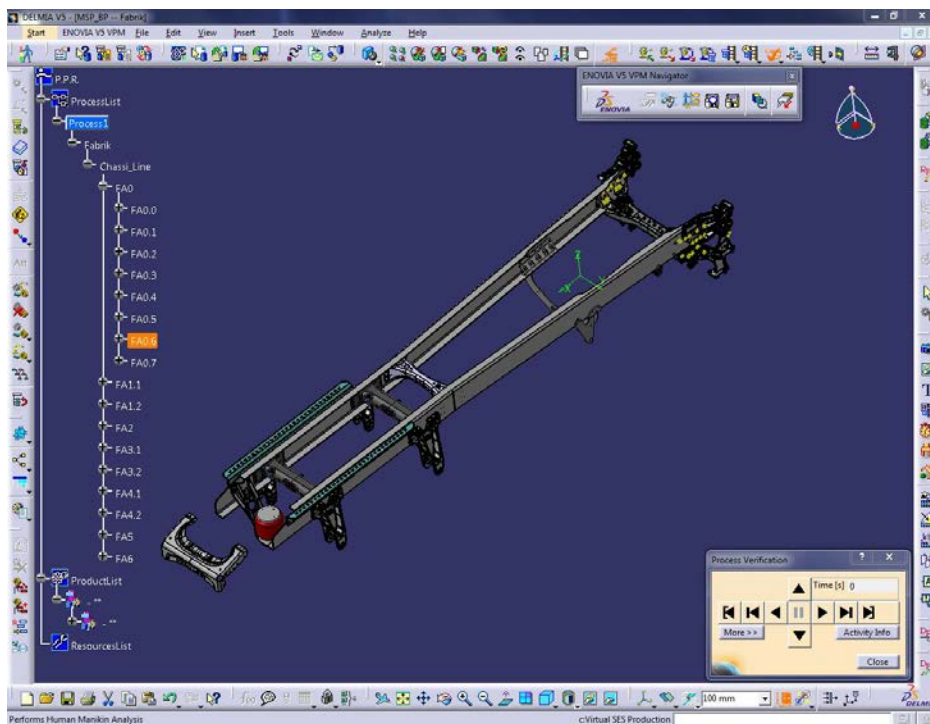 DELMIA V5 - [MSP_BP -- Fabrik]
Start ENOVIA V5 VPM File Edit View Insert Tools Window Analyze Help
ENOVIA V5 VPM Navigator
ENOVIA
P.P.R.
ProcessList
Process1
Fabrik
Chassi_Line
FA0
FA0.0
FA0.1
FA0.2
FA0.3
FA0.4
FA0.5
FA0.6
FA0.7
FA1.1
FA1.2
FA2
FA3.1
FA3.2
FA4.1
FA4.2
FA5
FA6
ProductList
- --
- --
ResourcesList
Z
X
Y
Process Verification
Time [s] 0
More >>
Activity Info
Close
100 mm
DELMIA
Performs Human Manikin Analysis
c:Virtual SES Production